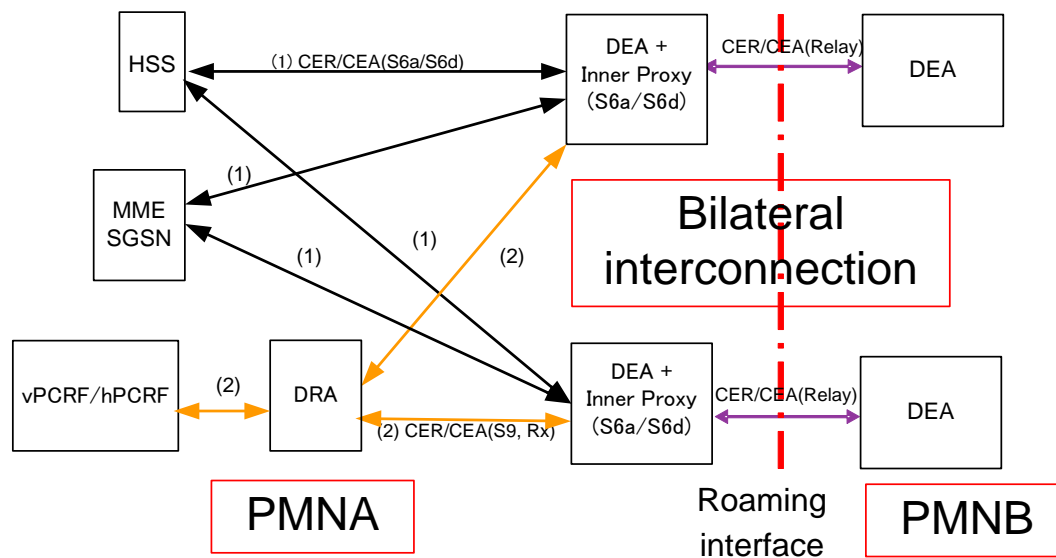 HSS
(1) CER/CEA(S6a/S6d)
DEA +
Inner Proxy
(S6a/S6d)
CER/CEA(Relay)
DEA
MME
SGSN
(1)
(1)
(1)
(2)
Bilateral
interconnection
vPCRF/hPCRF
(2)
DRA
(2) CER/CEA(S9, Rx)
DEA +
Inner Proxy
(S6a/S6d)
CER/CEA(Relay)
DEA
PMNA
Roaming
interface
PMNB